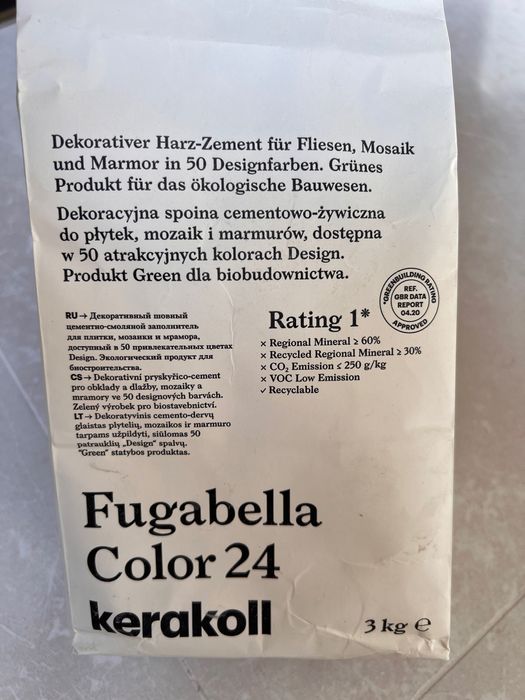 Dekorativer Harz-Zement für Fliesen, Mosaik
und Marmor in 50 Designfarben. Grünes
Produkt für das ökologische Bauwesen.
Dekoracyjna spoina cementowo-żywiczna
do płytek, mozaik i marmurów, dostępna
w 50 atrakcyjnych kolorach Design.
Produkt Green dla biobudownictwa.
RU → Декоративный шовный
цементно-смоляной заполнитель
для плитки, мозаики и мрамора,
доступный в 50 привлекательных цветах
Design. Экологический продукт для
биостроительства.
CS → Dekorativní pryskyřico-cement
pro obklady a dlažby, mozaiky a
mramory ve 50 designových barvách.
Zelený výrobek pro biostavebnictví.
LT → Dekoratyvinis cemento-dervų
glaistas plytelių, mozaikos ir marmuro
tarpams užpildyti, siūlomas 50
patrauklių „Design" spalvų.
"Green" statybos produktas.
*GREENBUILDING RATING
REF.
GBR DATA
REPORT
04.20
APPROVED
Rating 1*
× Regional Mineral ≥ 60%
× Recycled Regional Mineral ≥ 30%
× CO₂ Emission ≤ 250 g/kg
× VOC Low Emission
✓ Recyclable
Fugabella
Color 24
kerakoll
3 kg ℮